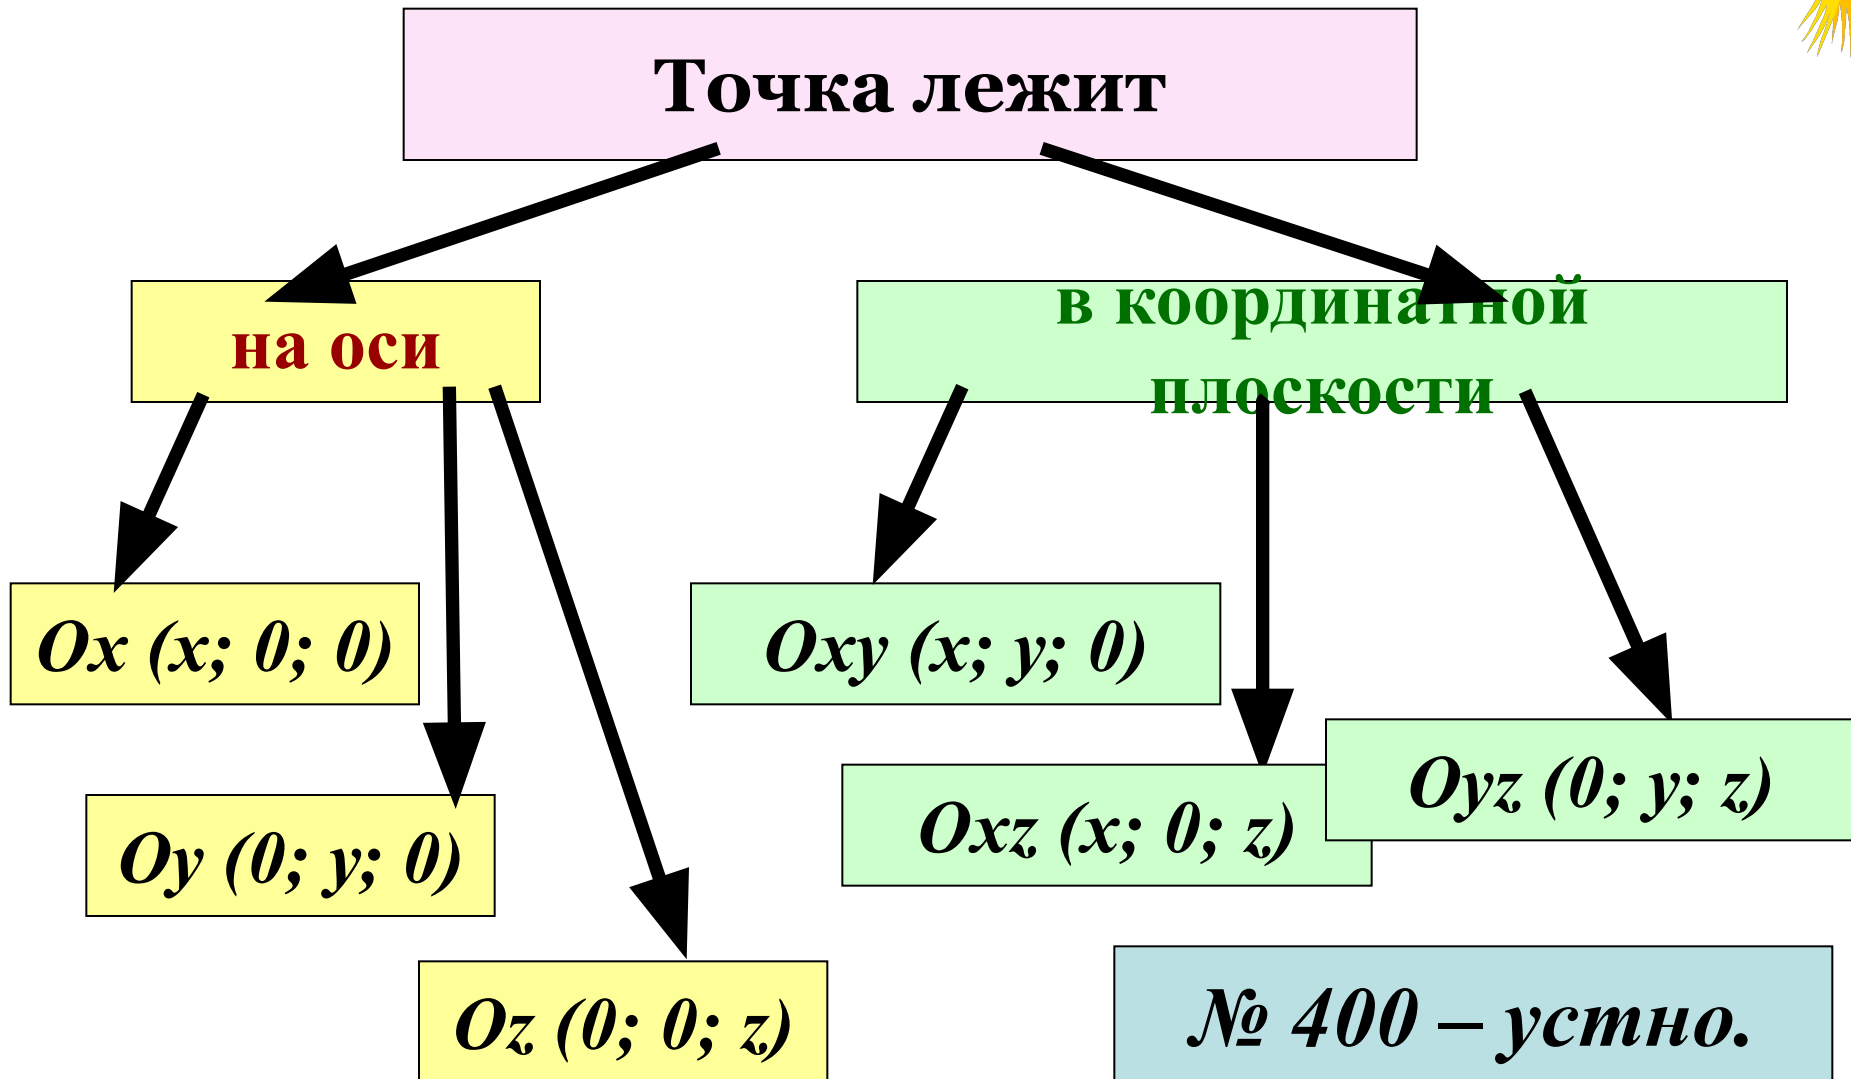 Точка лежит
на оси
в координатной
плоскости
Ox (x; 0; 0)
Oxy (x; y; 0)
Oyz (0; y; z)
Oxz (x; 0; z)
Oy (0; y; 0)
Oz (0; 0; z)
№ 400 – устно.